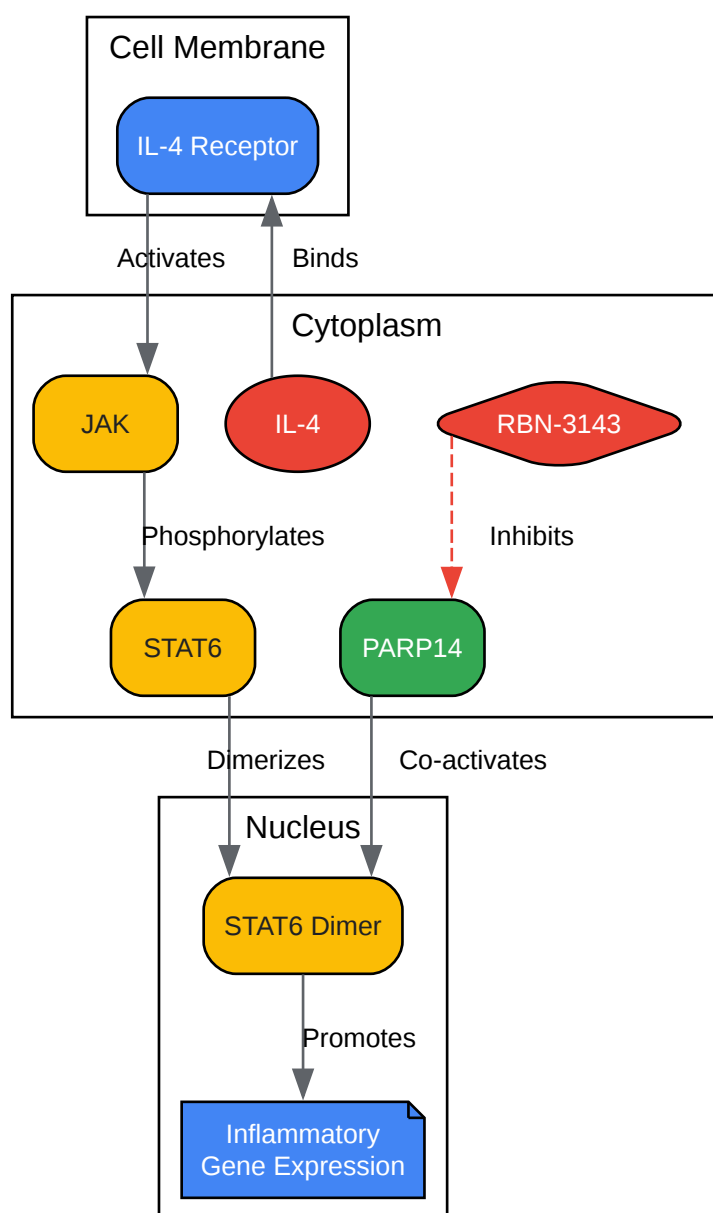 Cell Membrane
IL-4 Receptor
Activates
Binds
Cytoplasm
JAK
IL-4
RBN-3143
Phosphorylates
Inhibits
STAT6
PARP14
Dimerizes
Co-activates
Nucleus
STAT6 Dimer
Promotes
Inflammatory
Gene Expression